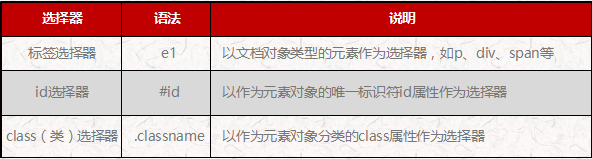 选择器 语法 说明
标签选择器 e1 以文档对象类型的元素作为选择器，如p、div、span等
id选择器 #id 以作为元素对象的唯一标识符id属性作为选择器
class（类）选择器 .classname 以作为元素对象分类的class属性作为选择器